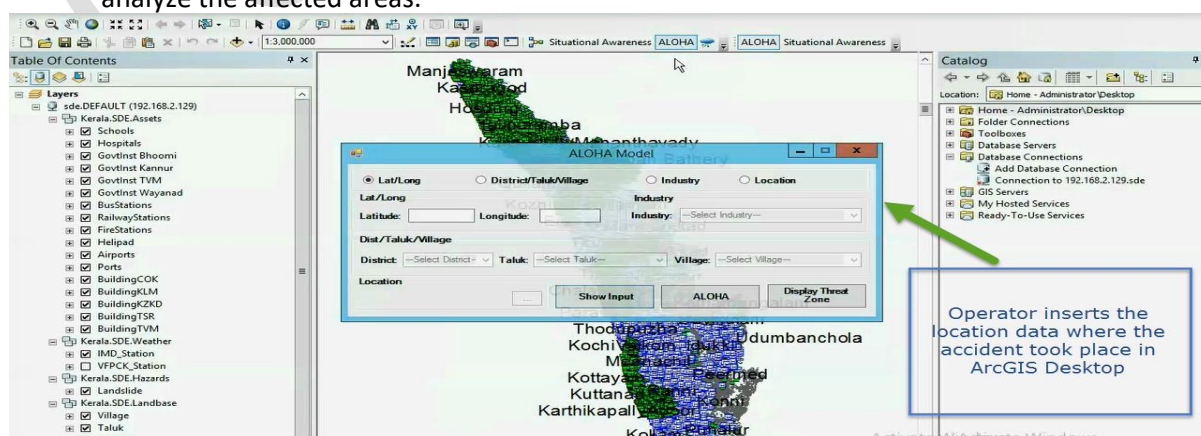 analyze the affected areas.
1:3,000,000
Situational Awareness ALOHA ALOHA Situational Awareness
Table Of Contents
Layers
sde.DEFAULT (192.168.2.129)
Kerala.SDE.Assets
Schools
Hospitals
GovtInst Bhoomi
GovtInst Kannur
GovtInst TVM
GovtInst Wayanad
BusStations
RailwayStations
FireStations
Helipad
Airports
Ports
BuildingCOK
BuildingKLM
BuildingKZKD
BuildingTSR
BuildingTVM
Kerala.SDE.Weather
IMD_Station
VFPCK_Station
Kerala.SDE.Hazards
Landslide
Kerala.SDE.Landbase
Village
Taluk
ALOHA Model
Lat/Long District/Taluk/Village Industry Location
Lat/Long Industry
Latitude: Longitude: Industry: --Select Industry--
Dist/Taluk/Village
District: --Select District-- Taluk: --Select Taluk-- Village: --Select Village--
Location
... Show Input ALOHA Display Threat
Zone
Thodupuzha
Udumbanchola
Kochi
Peermed
Konni
Catalog
Location: Home - Administrator\Desktop
Home - Administrator\Desktop
Folder Connections
Toolboxes
Database Servers
Database Connections
Add Database Connection
Connection to 192.168.2.129.sde
GIS Servers
My Hosted Services
Ready-To-Use Services
Operator inserts the
location data where the
accident took place in
ArcGIS Desktop